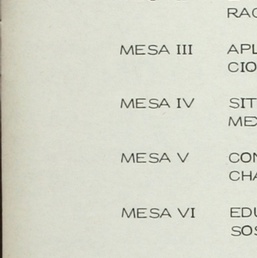 RAC
MESA III APL
CIO
MESA IV SIT
MEX
MESA V CON
CHA
MESA VI EDU
SOS